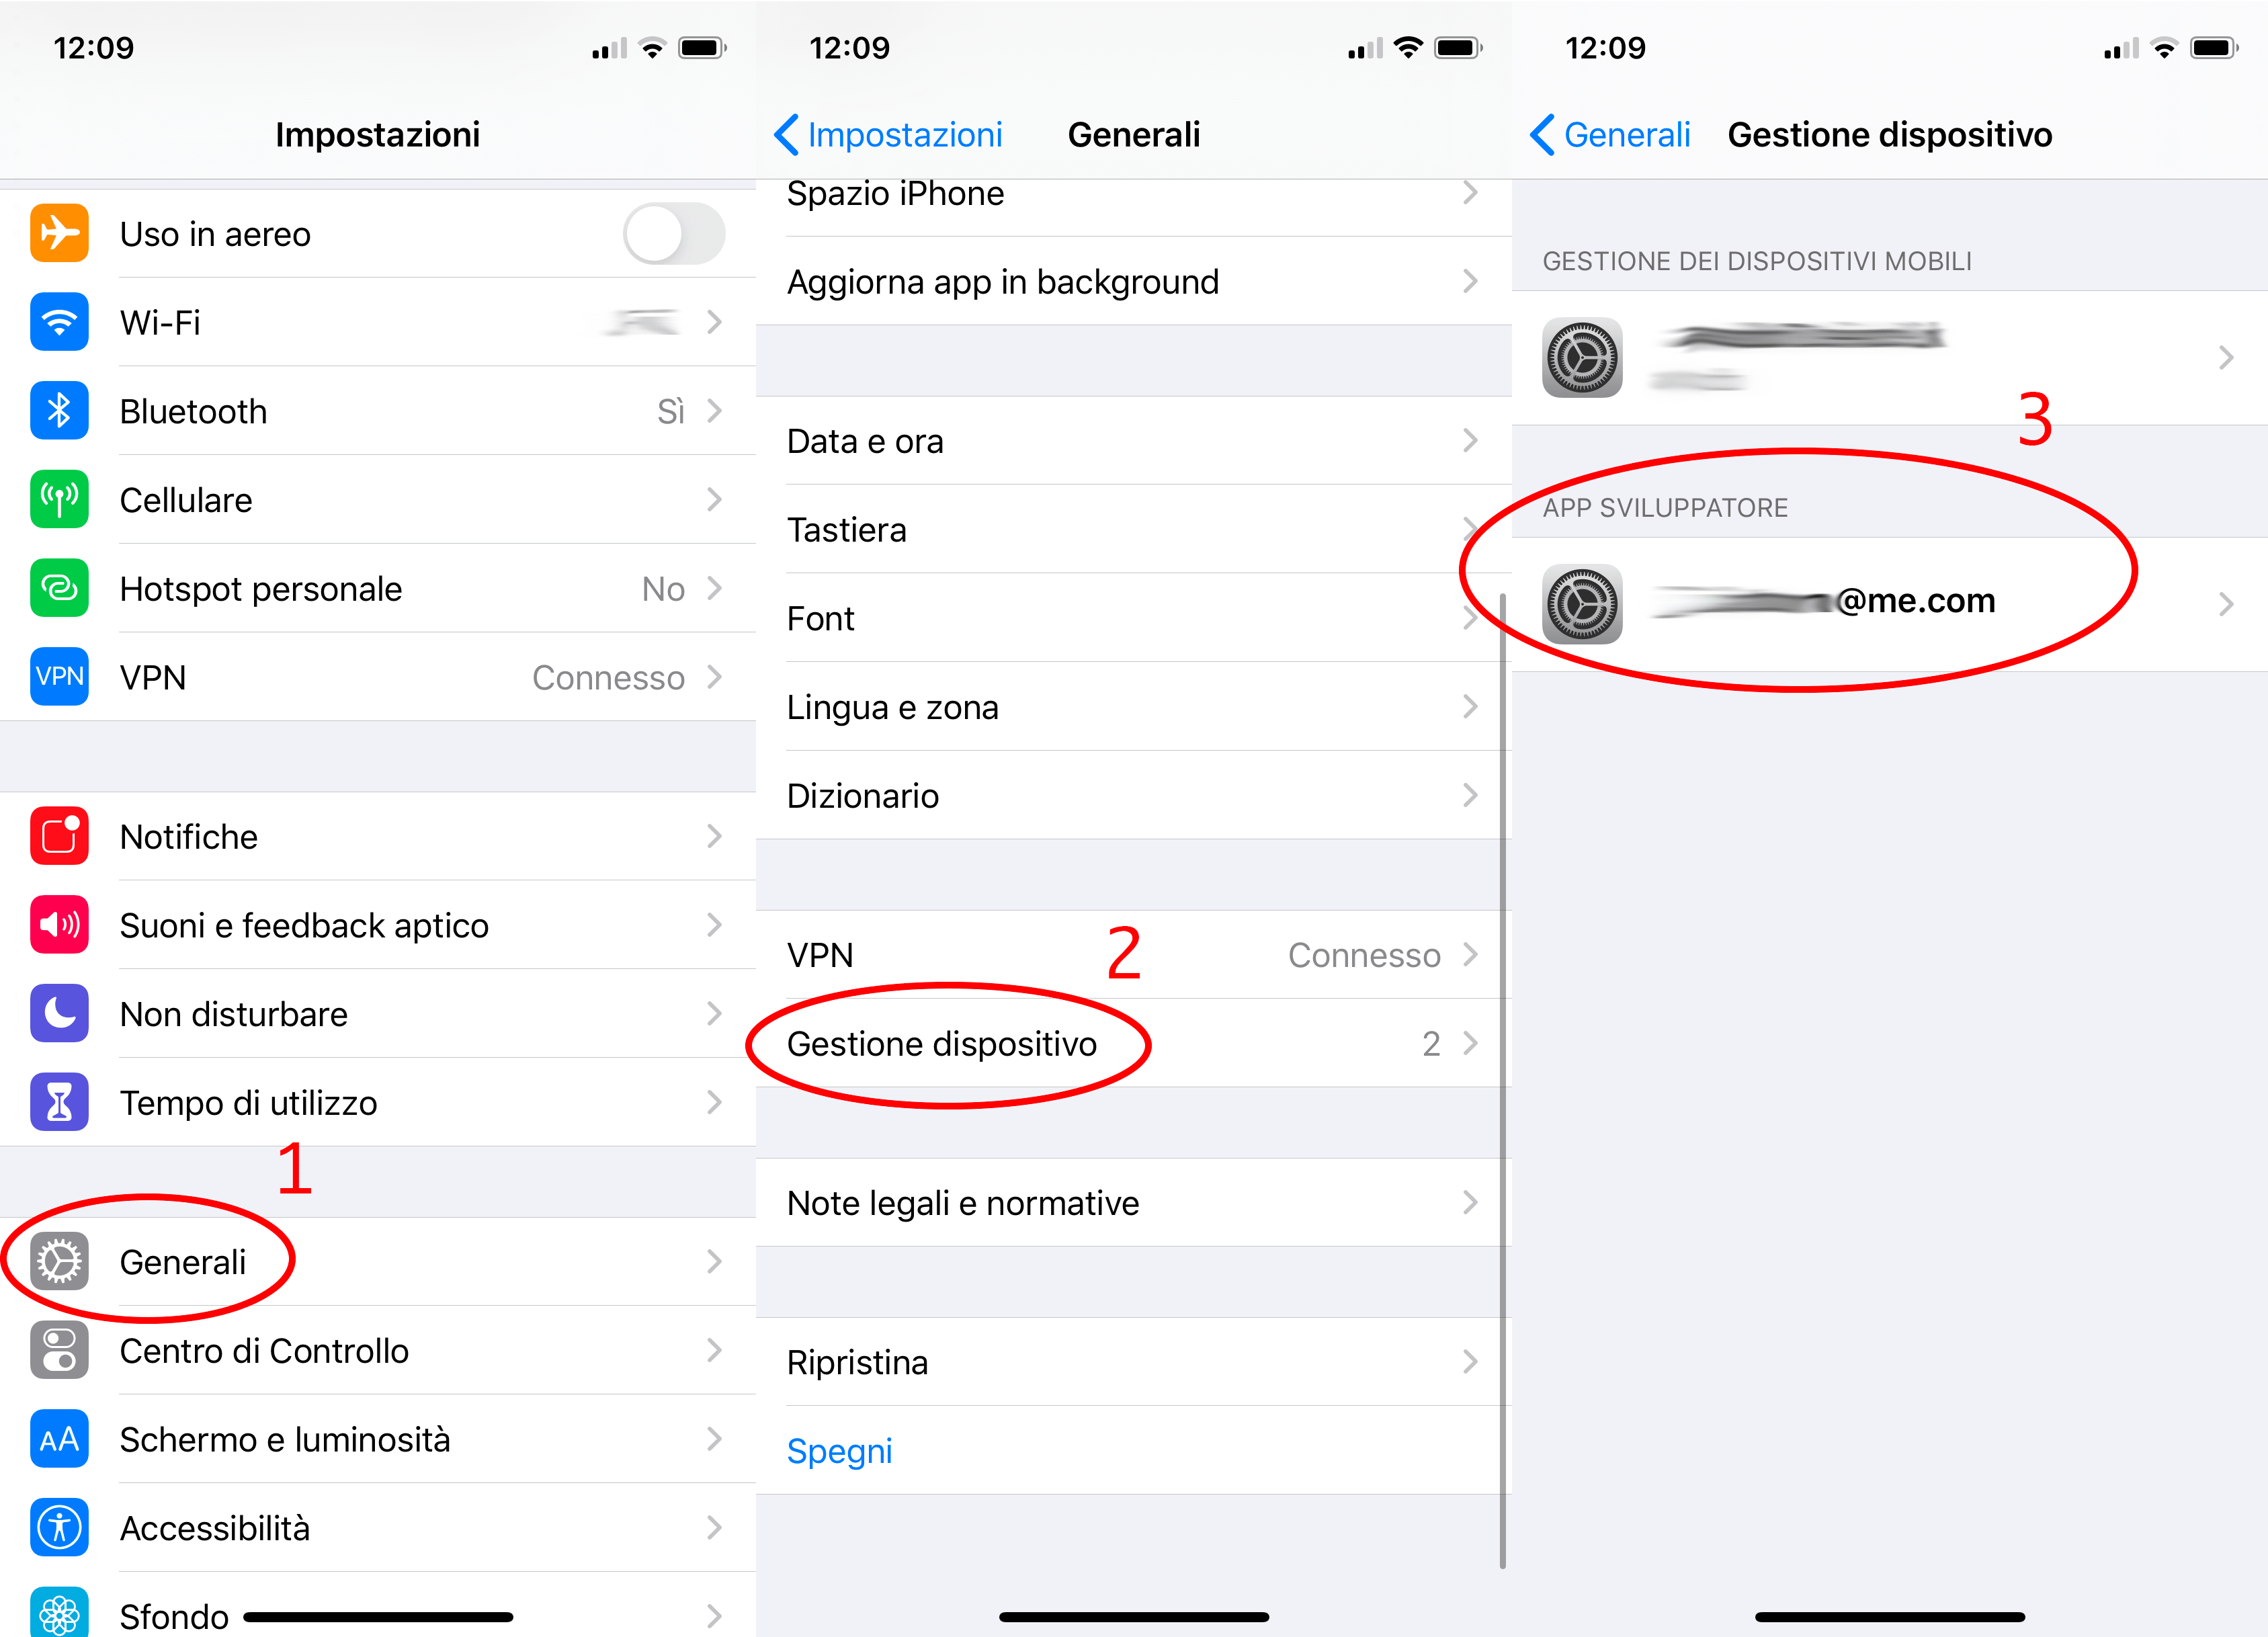 12:09
Impostazioni
Uso in aereo
Wi-Fi
Bluetooth Sì
Cellulare
Hotspot personale No
VPN VPN Connesso
Notifiche
Suoni e feedback aptico
Non disturbare
Tempo di utilizzo
1
Generali
Centro di Controllo
AA Schermo e luminosità
Accessibilità
Sfondo
12:09
Impostazioni Generali
Spazio iPhone
Aggiorna app in background
Data e ora
Tastiera
Font
Lingua e zona
Dizionario
2
VPN Connesso
Gestione dispositivo 2
Note legali e normative
Ripristina
Spegni
12:09
Generali Gestione dispositivo
GESTIONE DEI DISPOSITIVI MOBILI
3
APP SVILUPPATORE
@me.com